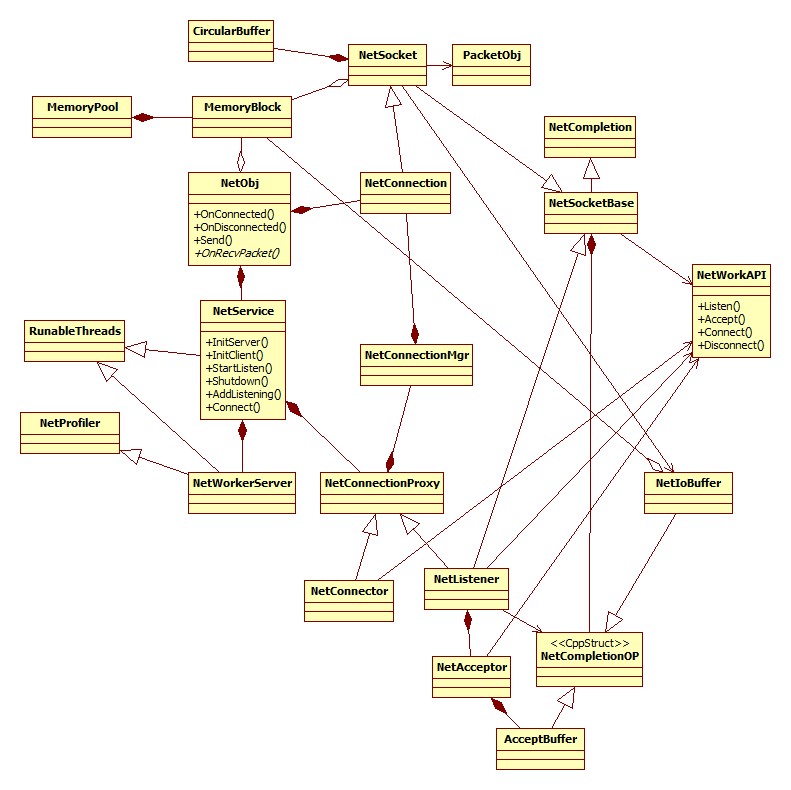 CircularBuffer
NetSocket
PacketObj
MemoryPool
MemoryBlock
NetCompletion
NetObj
+OnConnected()
+OnDisconnected()
+Send()
+OnRecvPacket()
NetConnection
NetSocketBase
NetWorkAPI
+Listen()
+Accept()
+Connect()
+Disconnect()
NetService
+InitServer()
+InitClient()
+StartListen()
+Shutdown()
+AddListening()
+Connect()
RunableThreads
NetConnectionMgr
NetProfiler
NetWorkerServer
NetConnectionProxy
NetIoBuffer
NetConnector
NetListener
<<CppStruct>>
NetCompletionOP
NetAcceptor
AcceptBuffer